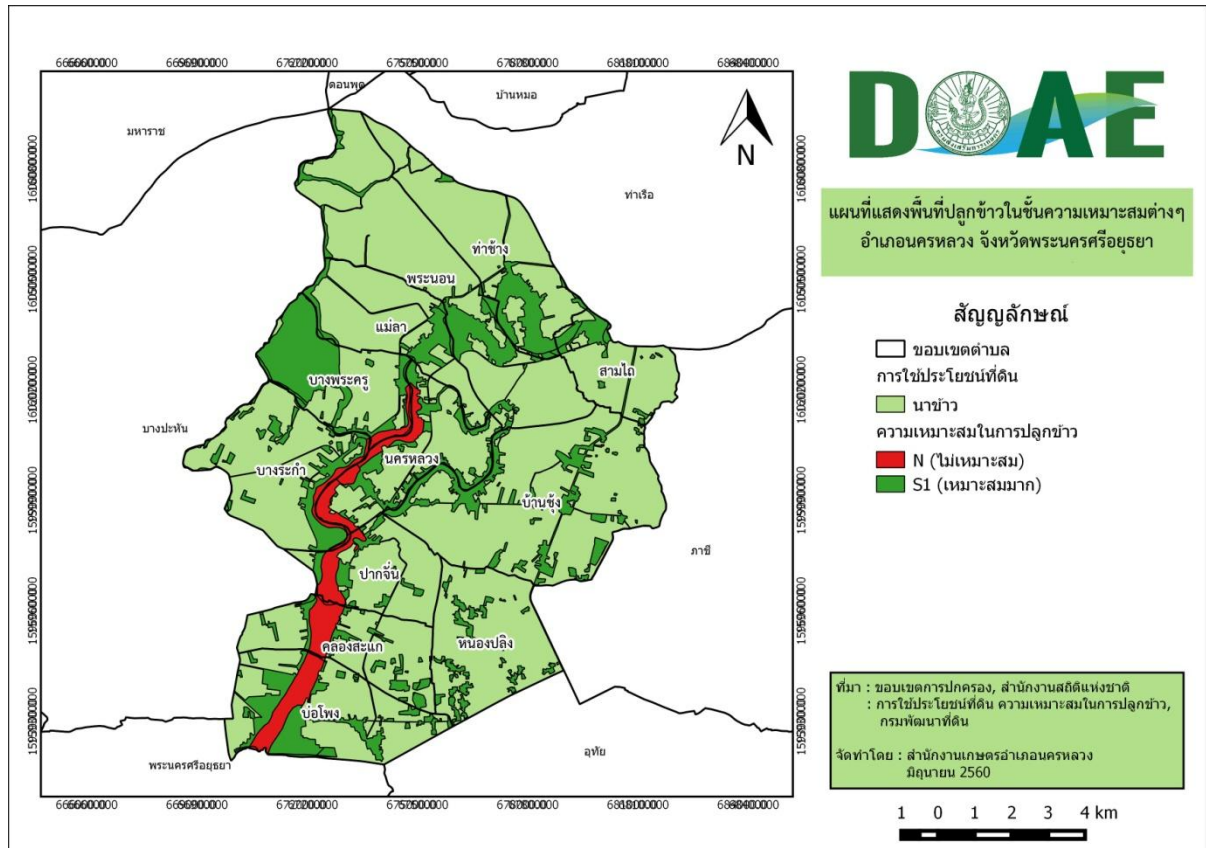 DOAE
แผนที่แสดงพื้นที่ปลูกข้าวในชั้นความเหมาะสมต่างๆ
อำเภอนครหลวง จังหวัดพระนครศรีอยุธยา
สัญญลักษณ์
ขอบเขตตำบล
การใช้ประโยชน์ที่ดิน
นาข้าว
ความเหมาะสมในการปลูกข้าว
N (ไม่เหมาะสม)
S1 (เหมาะสมมาก)
ที่มา : ขอบเขตการปกครอง, สำนักงานสถิติแห่งชาติ
: การใช้ประโยชน์ที่ดิน ความเหมาะสมในการปลูกข้าว,
กรมพัฒนาที่ดิน
จัดทำโดย : สำนักงานเกษตรอำเภอนครหลวง
มิถุนายน 2560
1 0 1 2 3 4 km
N
ดอนพุด
บ้านหมอ
มหาราช
ท่าเรือ
ท่าช้าง
พระนอน
แม่ลา
สามไถ
บางพระครู
บางปะหัน
นครหลวง
บางระกำ
บ้านชุ้ง
ภาชี
ปากจั่น
หนองปลิง
คลองสะแก
บ่อโพง
อุทัย
พระนครศรีอยุธยา